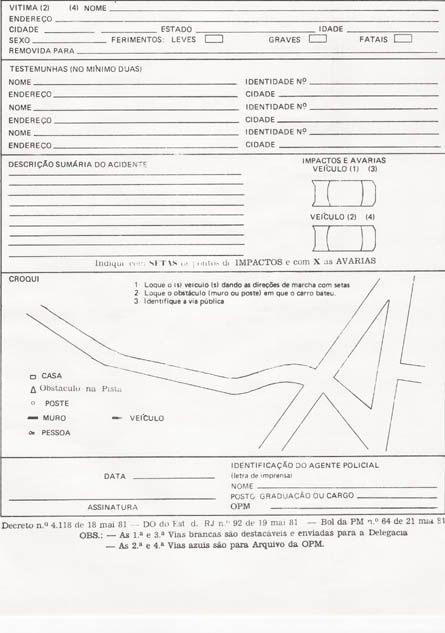 VITIMA (2) (4) NOME
ENDEREÇO
CIDADE ESTADO IDADE
SEXO FERIMENTOS: LEVES GRAVES FATAIS
REMOVIDA PARA
TESTEMUNHAS (NO MÍNIMO DUAS)
NOME IDENTIDADE Nº
ENDEREÇO CIDADE
NOME IDENTIDADE Nº
ENDEREÇO CIDADE
NOME IDENTIDADE Nº
ENDEREÇO CIDADE
DESCRIÇÃO SUMÁRIA DO ACIDENTE
IMPACTOS E AVARIAS
VEÍCULO (1) (3)
VEÍCULO (2) (4)
Indique com SETAS os pontos de IMPACTOS e com X as AVARIAS
CROQUI
1 Loque o (s) veículo (s) dando as direções de marcha com setas
2 Loque o obstáculo (muro ou poste) em que o carro bateu.
3 Identifique a via pública
CASA
Obstaculo na Pista
POSTE
MURO VEÍCULO
PESSOA
IDENTIFICAÇÃO DO AGENTE POLICIAL
DATA (letra de imprensa)
NOME
POSTO GRADUAÇÃO OU CARGO
ASSINATURA OPM
Decreto n.º 4.118 de 18 mai 81 — DO do Est d. RJ n.º 92 de 19 mai 81 — Bol da PM n.º 64 de 21 mai 81
OBS.: — As 1.ª e 3.ª Vias brancas são destacáveis e enviadas para a Delegacia
— As 2.ª e 4.ª Vias azuis são para Arquivo da OPM.